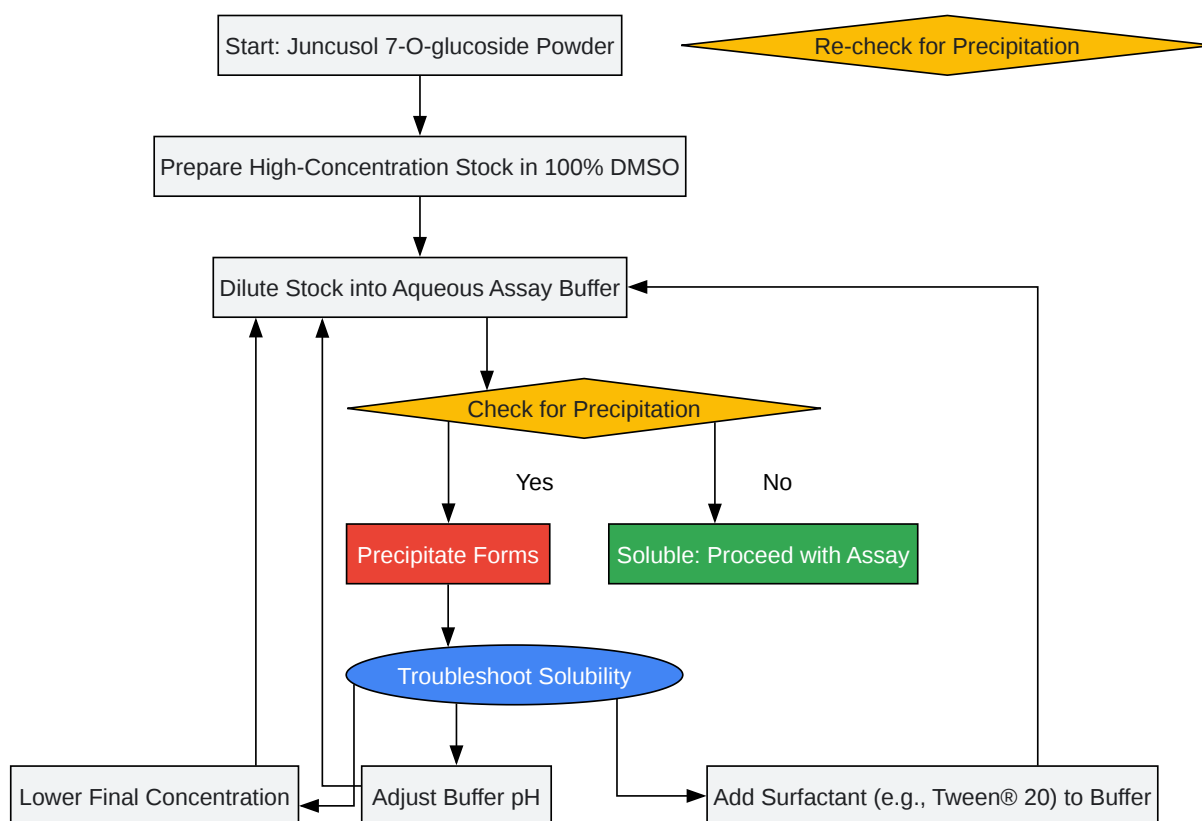 Start: Juncusol 7-O-glucoside Powder
Re-check for Precipitation
Prepare High-Concentration Stock in 100% DMSO
Dilute Stock into Aqueous Assay Buffer
Check for Precipitation
Yes
No
Precipitate Forms
Soluble: Proceed with Assay
Troubleshoot Solubility
Lower Final Concentration
Adjust Buffer pH
Add Surfactant (e.g., Tween® 20) to Buffer